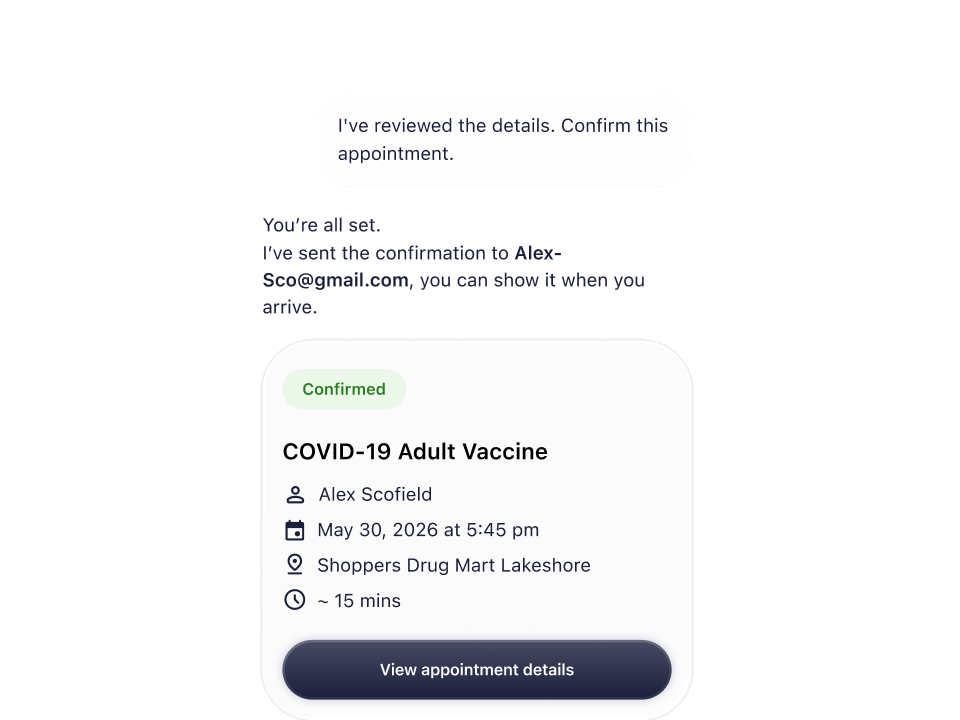 I've reviewed the details. Confirm this
appointment.
You’re all set.
I’ve sent the confirmation to Alex-
Sco@gmail.com, you can show it when you
arrive.
Confirmed
COVID-19 Adult Vaccine
Alex Scofield
May 30, 2026 at 5:45 pm
Shoppers Drug Mart Lakeshore
~ 15 mins
View appointment details